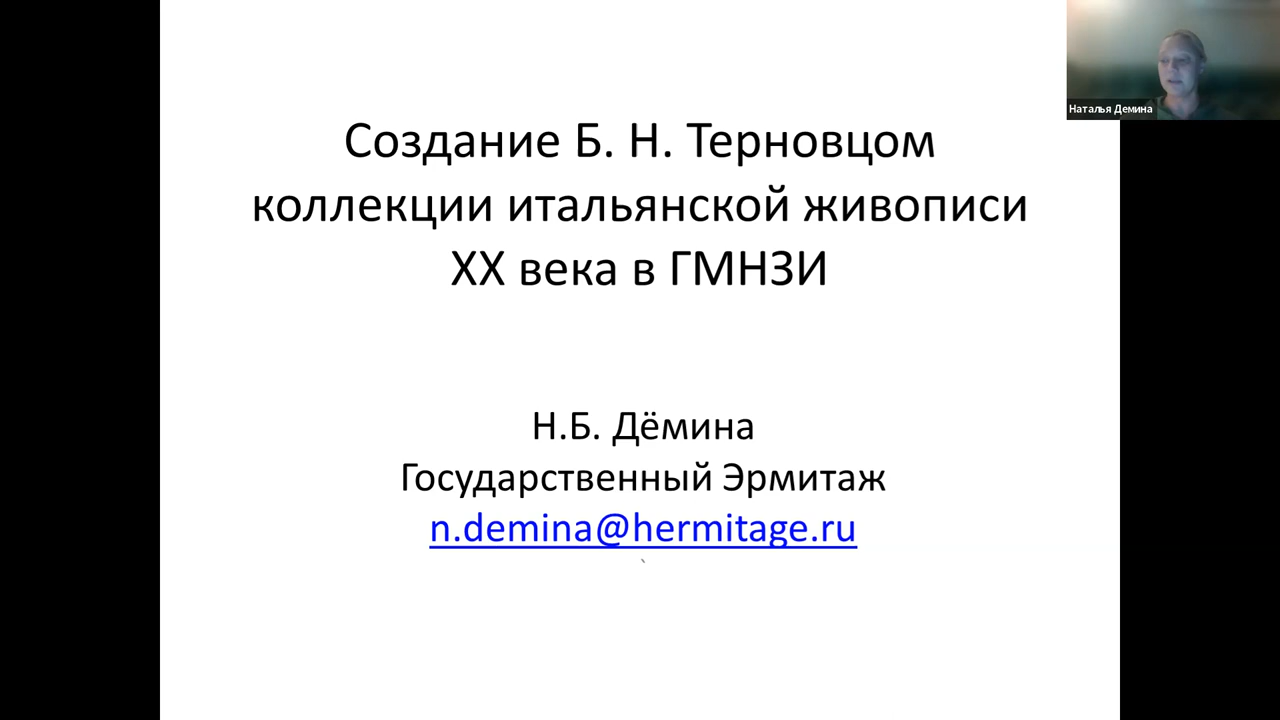 Создание Б. Н. Терновцом
коллекции итальянской живописи
XX века в ГМНЗИ
Н.Б. Дёмина
Государственный Эрмитаж
n.demina@hermitage.ru
Наталья Демина